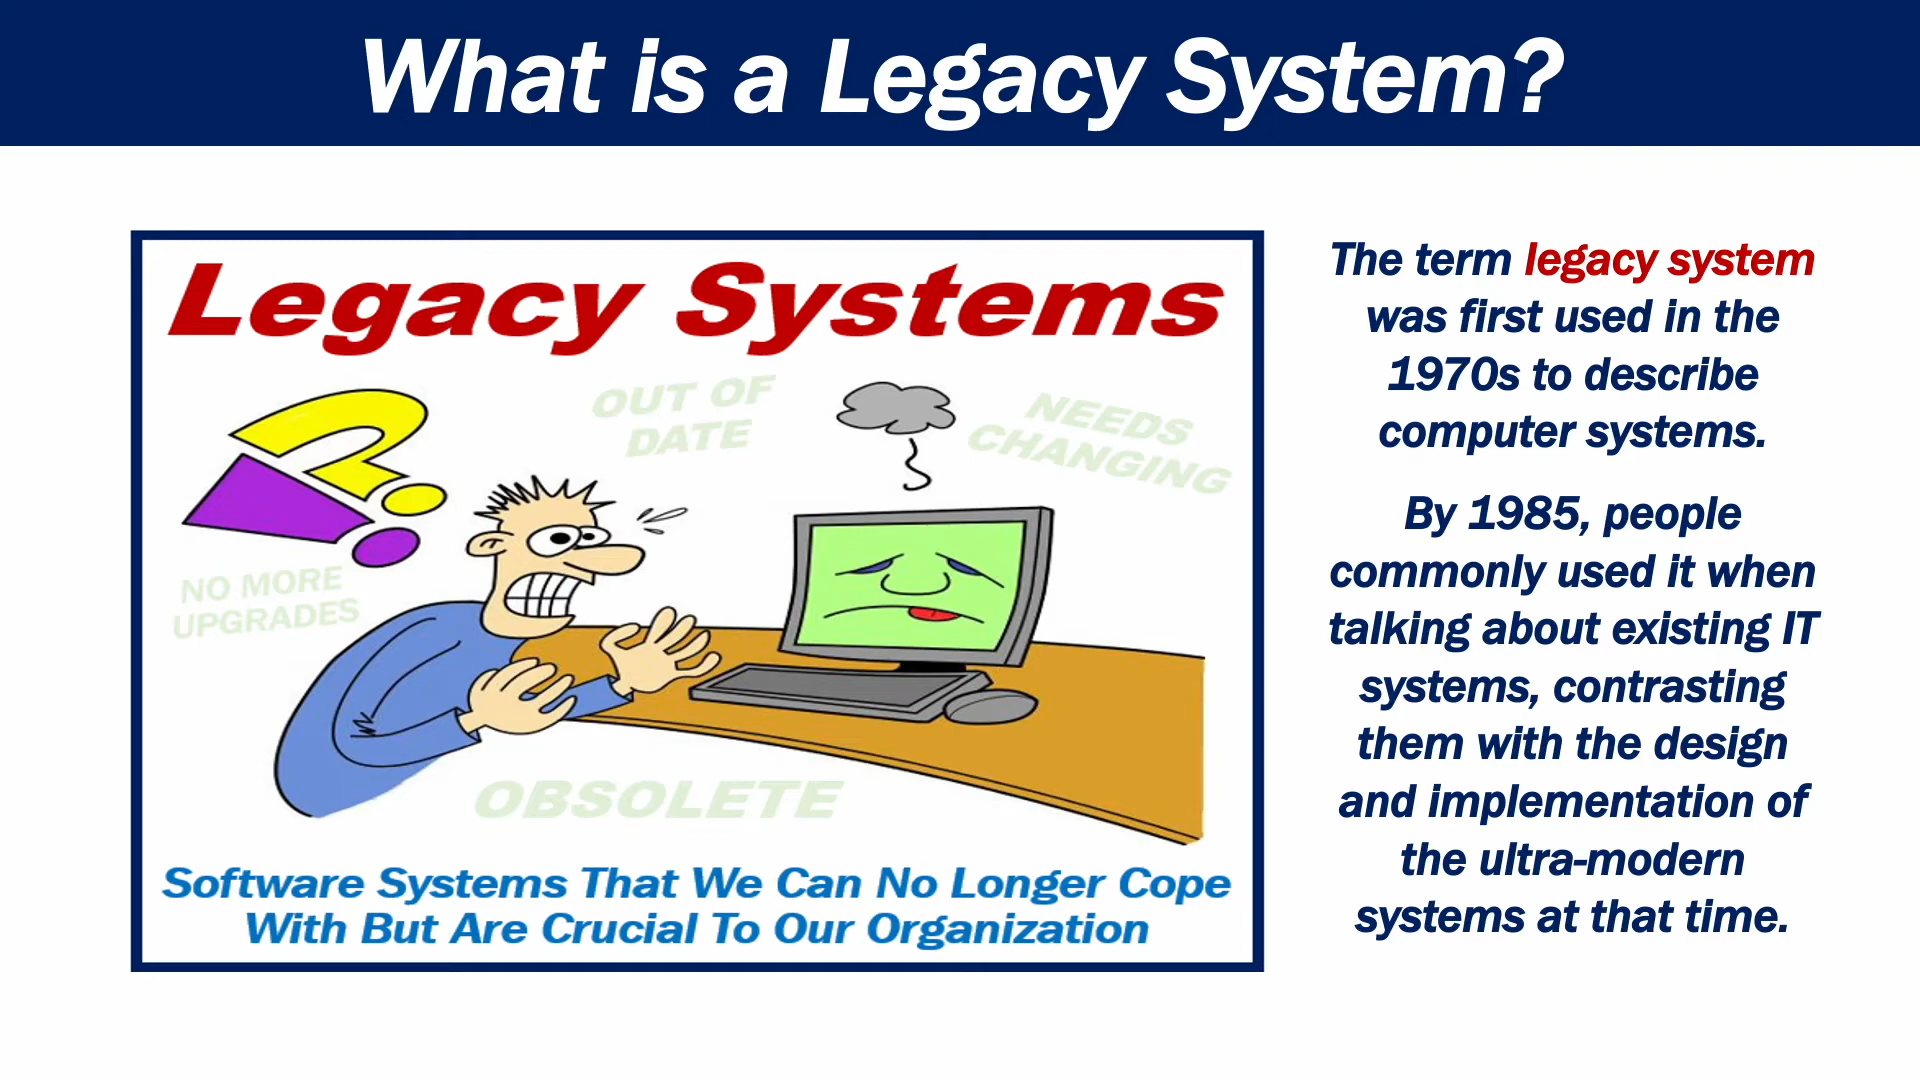 What is a Legacy System?
Legacy Systems
OUT OF
DATE
NEEDS
CHANGING
NO MORE
UPGRADES
OBSOLETE
Software Systems That We Can No Longer Cope
With But Are Crucial To Our Organization
The term legacy system
was first used in the
1970s to describe
computer systems.
By 1985, people
commonly used it when
talking about existing IT
systems, contrasting
them with the design
and implementation of
the ultra-modern
systems at that time.